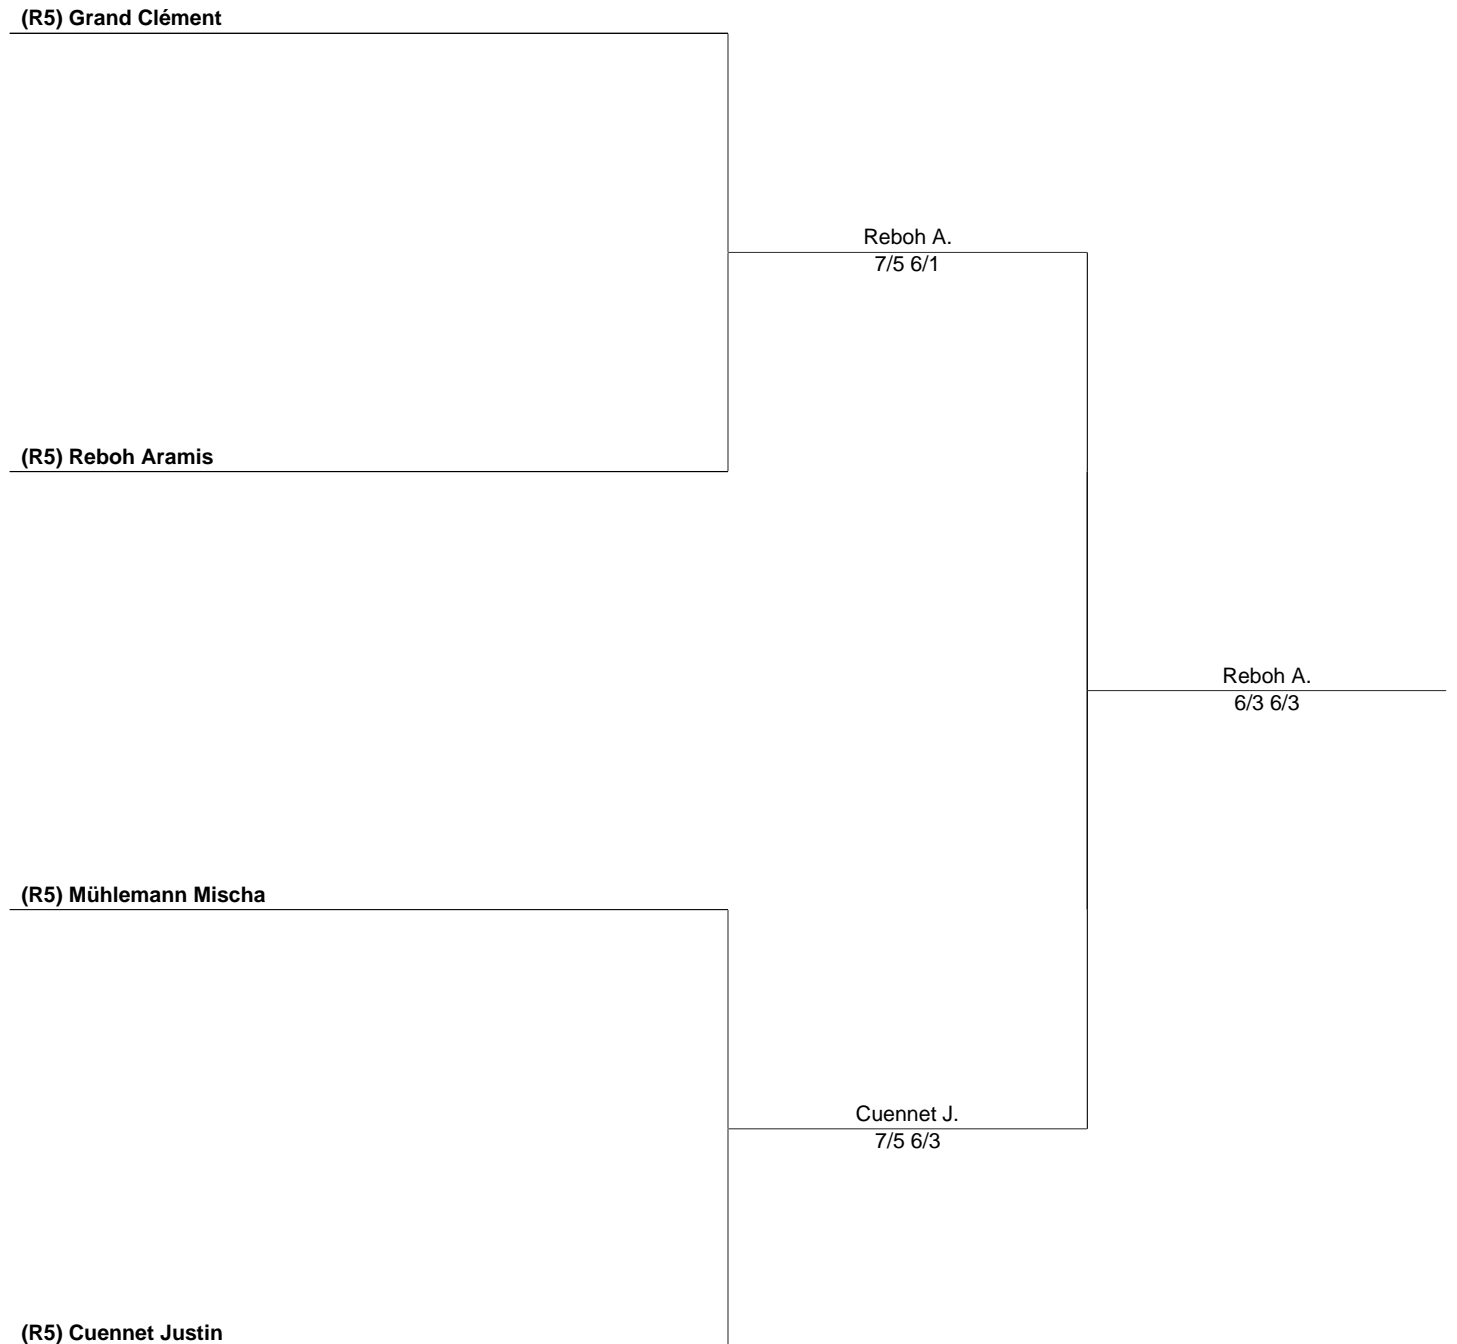 (R5) Grand Clément
Reboh A.
7/5 6/1
(R5) Reboh Aramis
Reboh A.
6/3 6/3
(R5) Mühlemann Mischa
Cuennet J.
7/5 6/3
(R5) Cuennet Justin